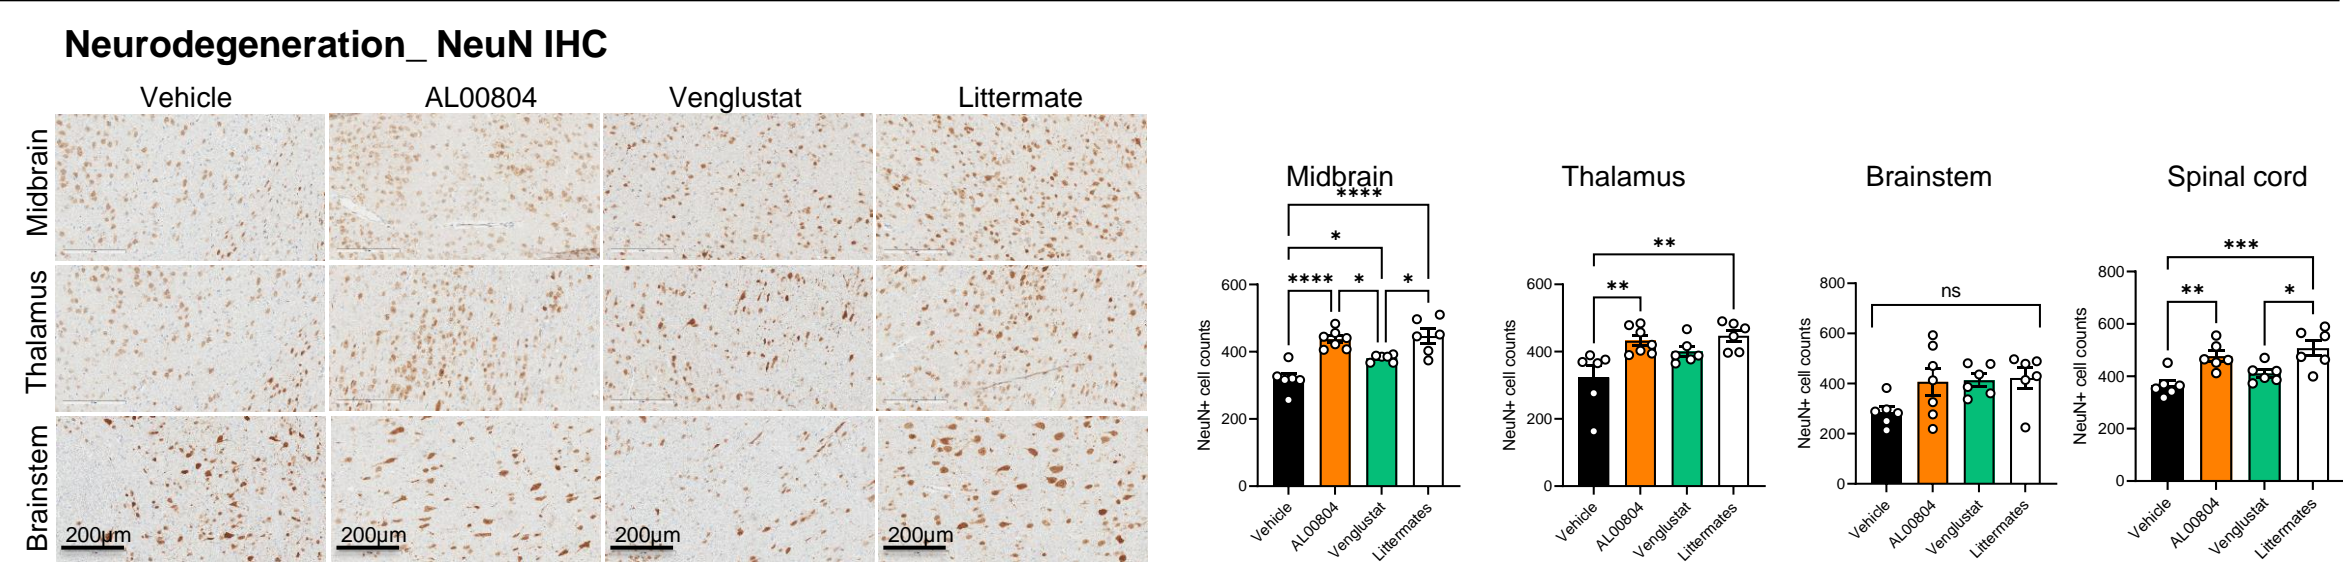 Neurodegeneration_ NeuN IHC
Vehicle AL00804 Venglustat Littermate
Midbrain
Thalamus
Brainstem
200µm 200µm 200µm 200µm
Midbrain
****
*
**** * *
NeuN+ cell counts
600
400
200
0
Vehicle AL00804 Venglustat Littermates
Thalamus
**
**
NeuN+ cell counts
600
400
200
0
Vehicle AL00804 Venglustat Littermates
Brainstem
ns
NeuN+ cell counts
800
600
400
200
0
Vehicle AL00804 Venglustat Littermates
Spinal cord
***
** *
NeuN+ cell counts
800
600
400
200
0
Vehicle AL00804 Venglustat Littermates